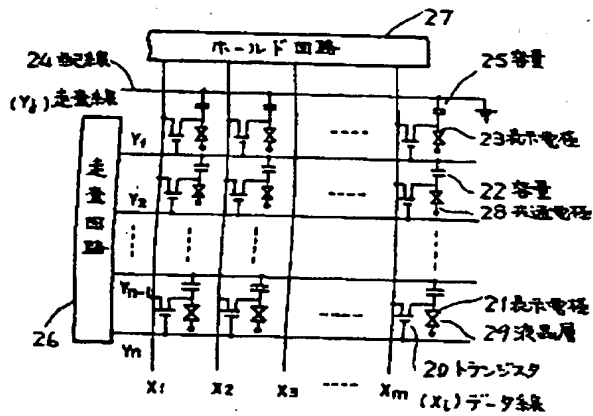 27
ホールド回路
24 配線
25 容量
(Yj) 走査線
23 表示電極
Y1
22 容量
28 共通電極
Y2
走査回路
Yn-1
21 表示電極
29 液晶層
26
Yn
20 トランジスタ
X1 X2 X3 Xm (Xi) データ線